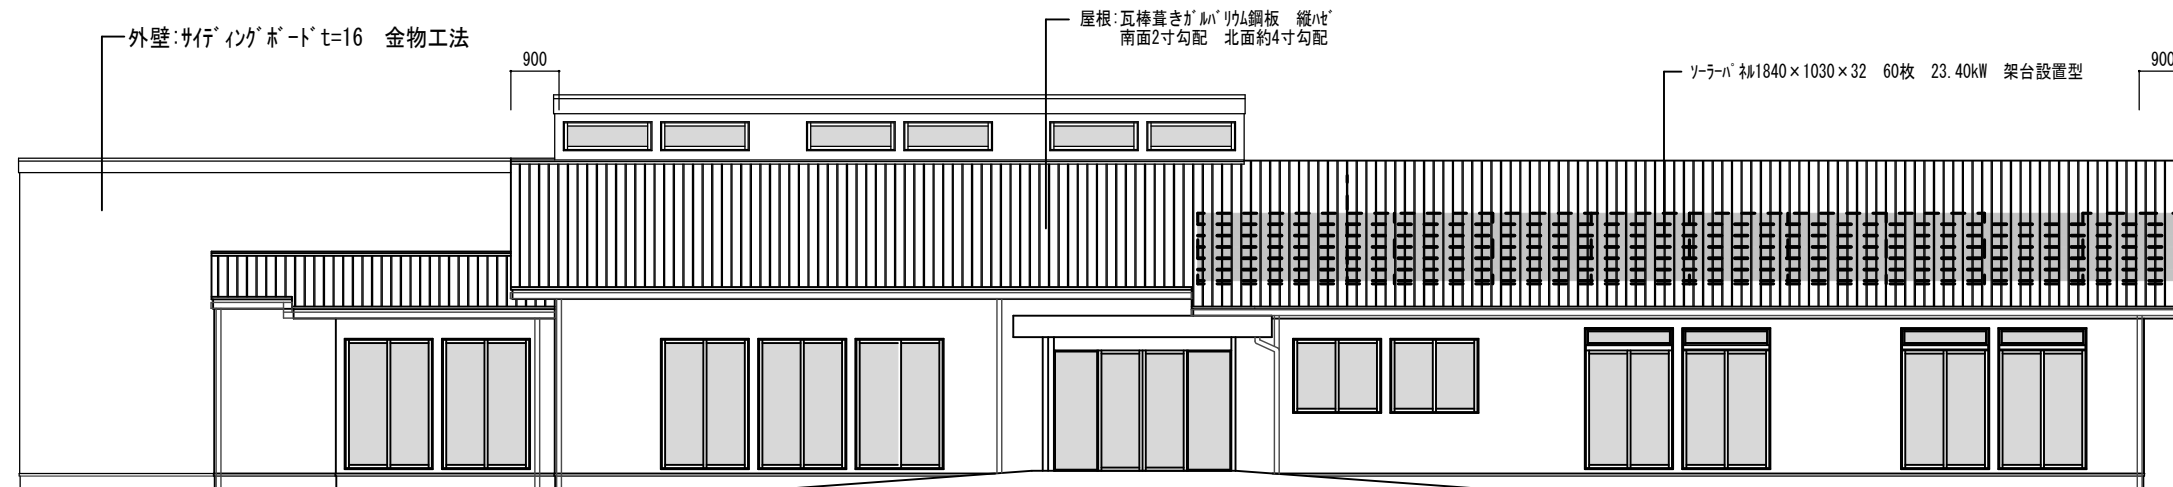 外壁:ｻｲﾃﾞｨﾝｸﾞﾎﾞｰﾄﾞt=16　金物工法
900
屋根:瓦棒葺きｶﾞﾙﾊﾞﾘｳﾑ鋼板　縦ﾊｾﾞ
南面2寸勾配　北面約4寸勾配
ｿｰﾗｰﾊﾟﾈﾙ1840×1030×32　60枚　23.40kW　架台設置型
900